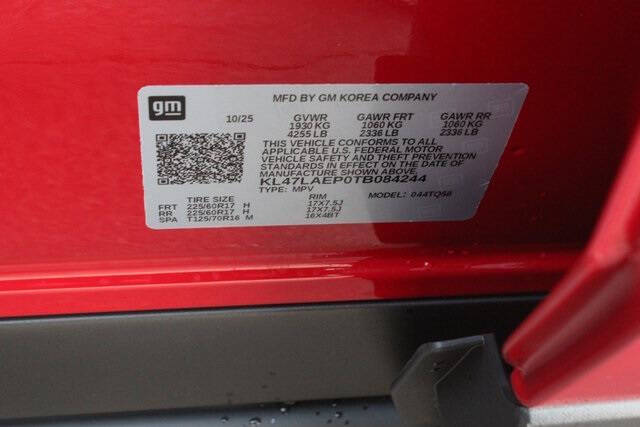 gm
MFD BY GM KOREA COMPANY
10/25 GVWR GAWR FRT GAWR RR
1930 KG 1060 KG 1060 KG
4255 LB 2336 LB 2336 LB
THIS VEHICLE CONFORMS TO ALL
APPLICABLE U.S. FEDERAL MOTOR
VEHICLE SAFETY AND THEFT PREVENTION
STANDARDS IN EFFECT ON THE DATE OF
MANUFACTURE SHOWN ABOVE.
KL47LAEP0TB084244
TYPE: MPV MODEL: 044TQ58
TIRE SIZE RIM
FRT 225/60R17 H 17X7.5J
RR 225/60R17 H 17X7.5J
SPA T125/70R16 M 16X4BT